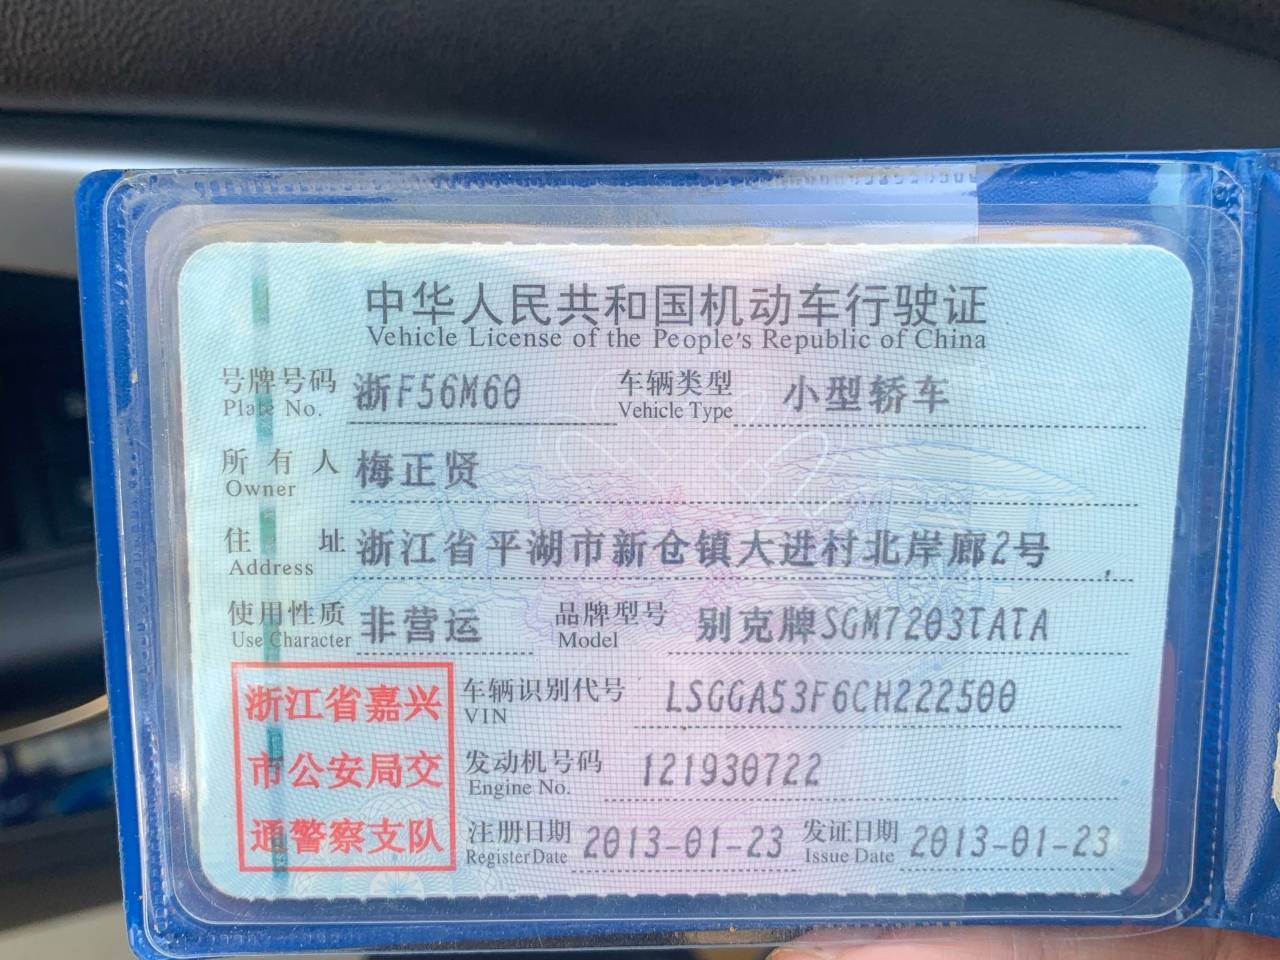 中华人民共和国机动车行驶证
Vehicle License of the People's Republic of China
号牌号码 浙F56M60 车辆类型 小型轿车
Plate No. Vehicle Type
所有人 梅正贤
Owner
住址 浙江省平湖市新仓镇大进村北岸廊2号
Address
使用性质 非营运 品牌型号 别克牌SGM7203TATA
Use Character Model
浙江省嘉兴
市公安局交
通警察支队
车辆识别代号 LSGGA53F6CH222500
VIN
发动机号码 121930722
Engine No.
注册日期 2013-01-23 发证日期 2013-01-23
Register Date Issue Date